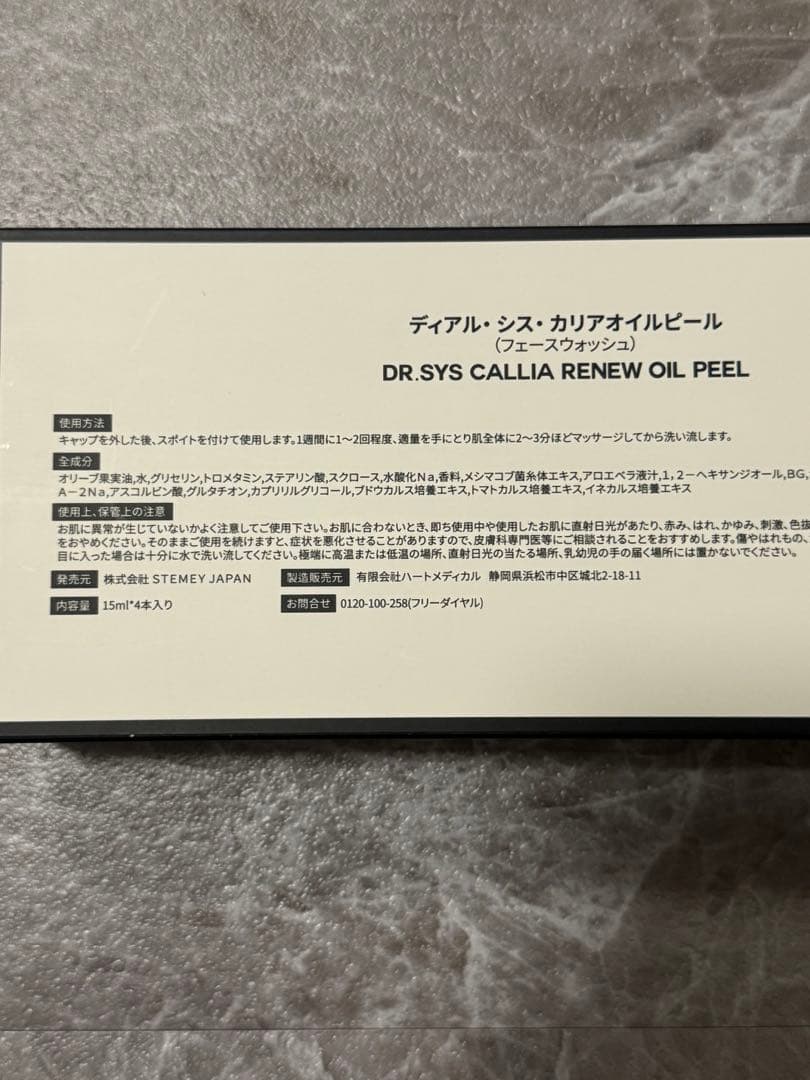 ディアル・シス・カリアオイルピール
（フェースウォッシュ）
DR.SYS CALLIA RENEW OIL PEEL
使用方法
キャップを外した後、スポイトを付けて使用します。1週間に1～2回程度、適量を手にとり肌全体に2～3分ほどマッサージしてから洗い流します。
全成分
オリーブ果実油,水,グリセリン,トロメタミン,ステアリン酸,スクロース,水酸化Na,香料,メシマコブ菌糸体エキス,アロエベラ液汁,1，2－ヘキサンジオール,BG,
A－2Na,アスコルビン酸,グルタチオン,カプリリルグリコール,ブドウカルス培養エキス,トマトカルス培養エキス,イネカルス培養エキス
使用上、保管上の注意
お肌に異常が生じていないかよく注意してご使用下さい。お肌に合わないとき、即ち使用中や使用したお肌に直射日光があたり、赤み、はれ、かゆみ、刺激、色抜
をおやめください。そのままご使用を続けますと、症状を悪化させることがありますので、皮膚科専門医等にご相談されることをおすすめします。傷やはれもの、
目に入った場合は十分に水で洗い流してください。極端に高温または低温の場所、直射日光の当たる場所、乳幼児の手の届く場所には置かないでください。
発売元 株式会社 STEMEY JAPAN 製造販売元 有限会社ハートメディカル 静岡県浜松市中区城北2-18-11
内容量 15ml*4本入り お問合せ 0120-100-258(フリーダイヤル)